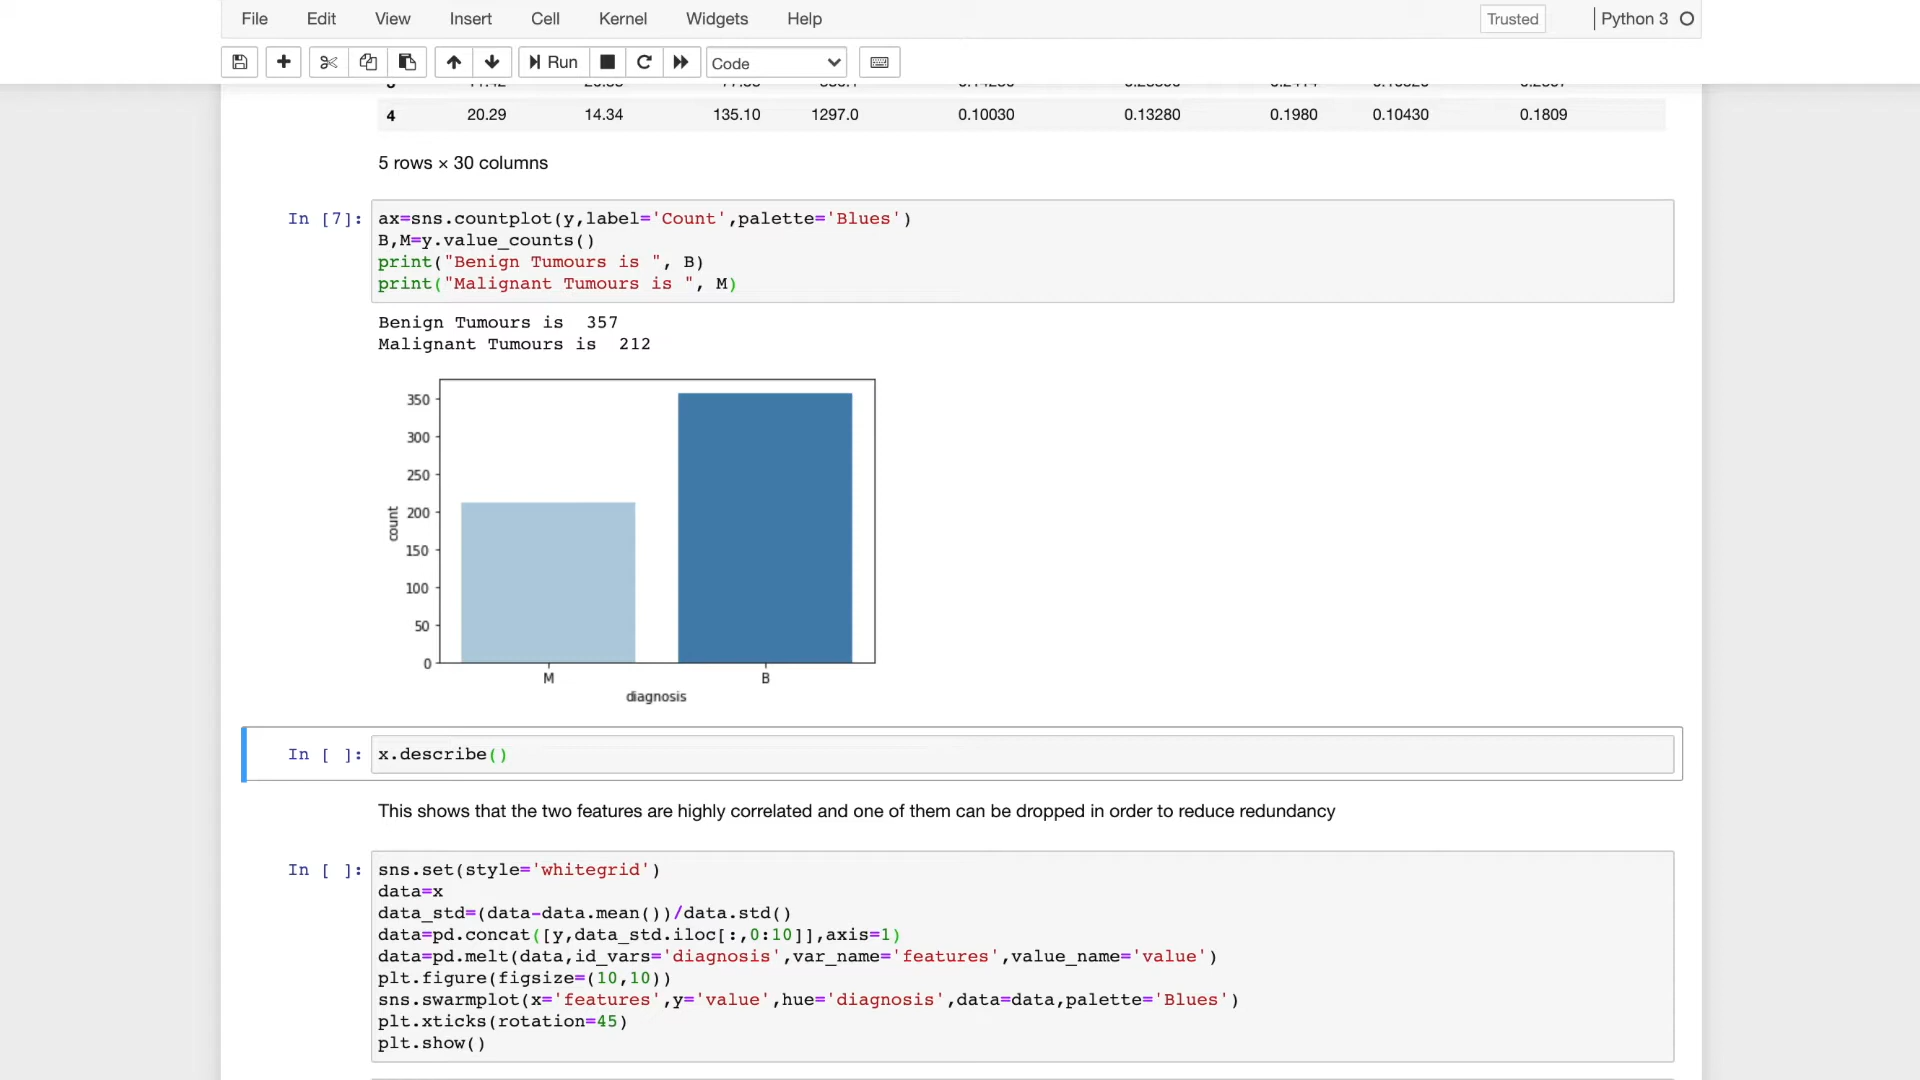 File Edit View Insert Cell Kernel Widgets Help Trusted Python 3
Run Code
4 20.29 14.34 135.10 1297.0 0.10030 0.13280 0.1980 0.10430 0.1809
5 rows × 30 columns
In [7]: ax=sns.countplot(y,label='Count',palette='Blues')
B,M=y.value_counts()
print("Benign Tumours is ", B)
print("Malignant Tumours is ", M)
Benign Tumours is  357
Malignant Tumours is  212
350
300
250
200
150
100
50
0
count
M B
diagnosis
In [ ]: x.describe()
This shows that the two features are highly correlated and one of them can be dropped in order to reduce redundancy
In [ ]: sns.set(style='whitegrid')
data=x
data_std=(data-data.mean())/data.std()
data=pd.concat([y,data_std.iloc[:,0:10]],axis=1)
data=pd.melt(data,id_vars='diagnosis',var_name='features',value_name='value')
plt.figure(figsize=(10,10))
sns.swarmplot(x='features',y='value',hue='diagnosis',data=data,palette='Blues')
plt.xticks(rotation=45)
plt.show()